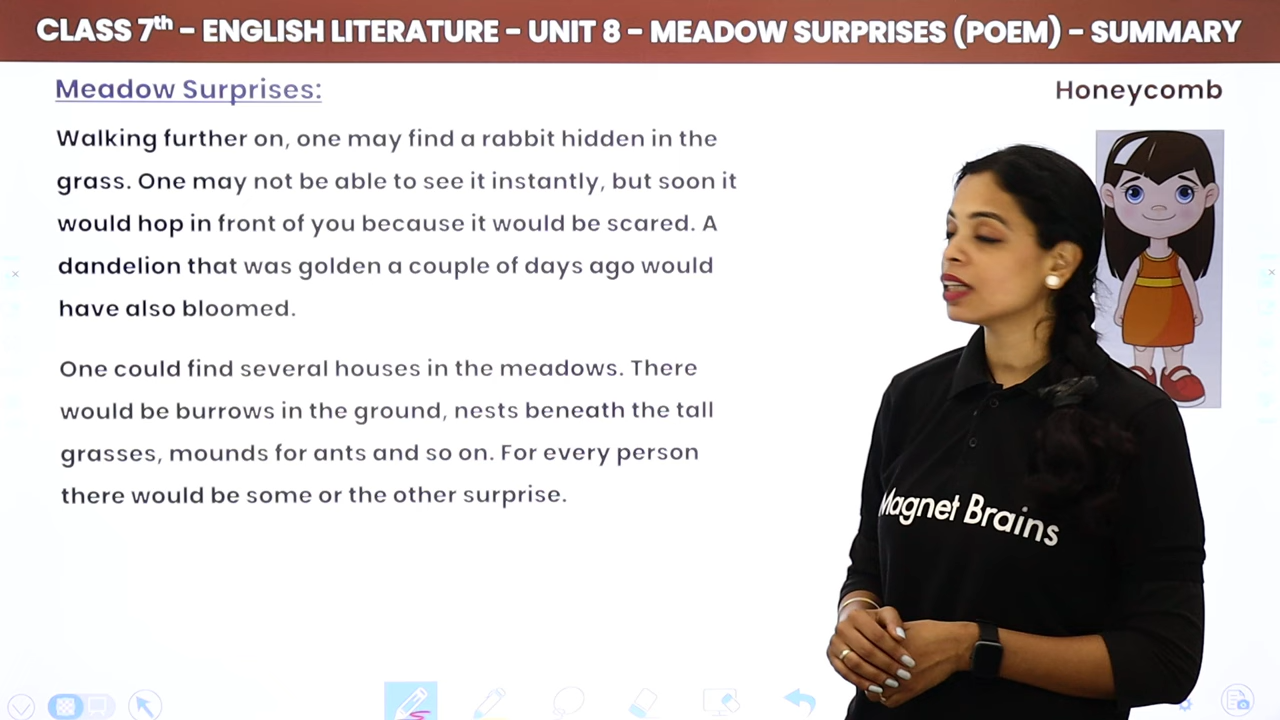 CLASS 7th – ENGLISH LITERATURE – UNIT 8 – MEADOW SURPRISES (POEM) – SUMMARY
Meadow Surprises:
Honeycomb
Walking further on, one may find a rabbit hidden in the
grass. One may not be able to see it instantly, but soon it
would hop in front of you because it would be scared. A
dandelion that was golden a couple of days ago would
have also bloomed.
One could find several houses in the meadows. There
would be burrows in the ground, nests beneath the tall
grasses, mounds for ants and so on. For every person
there would be some or the other surprise.
Magnet Brains